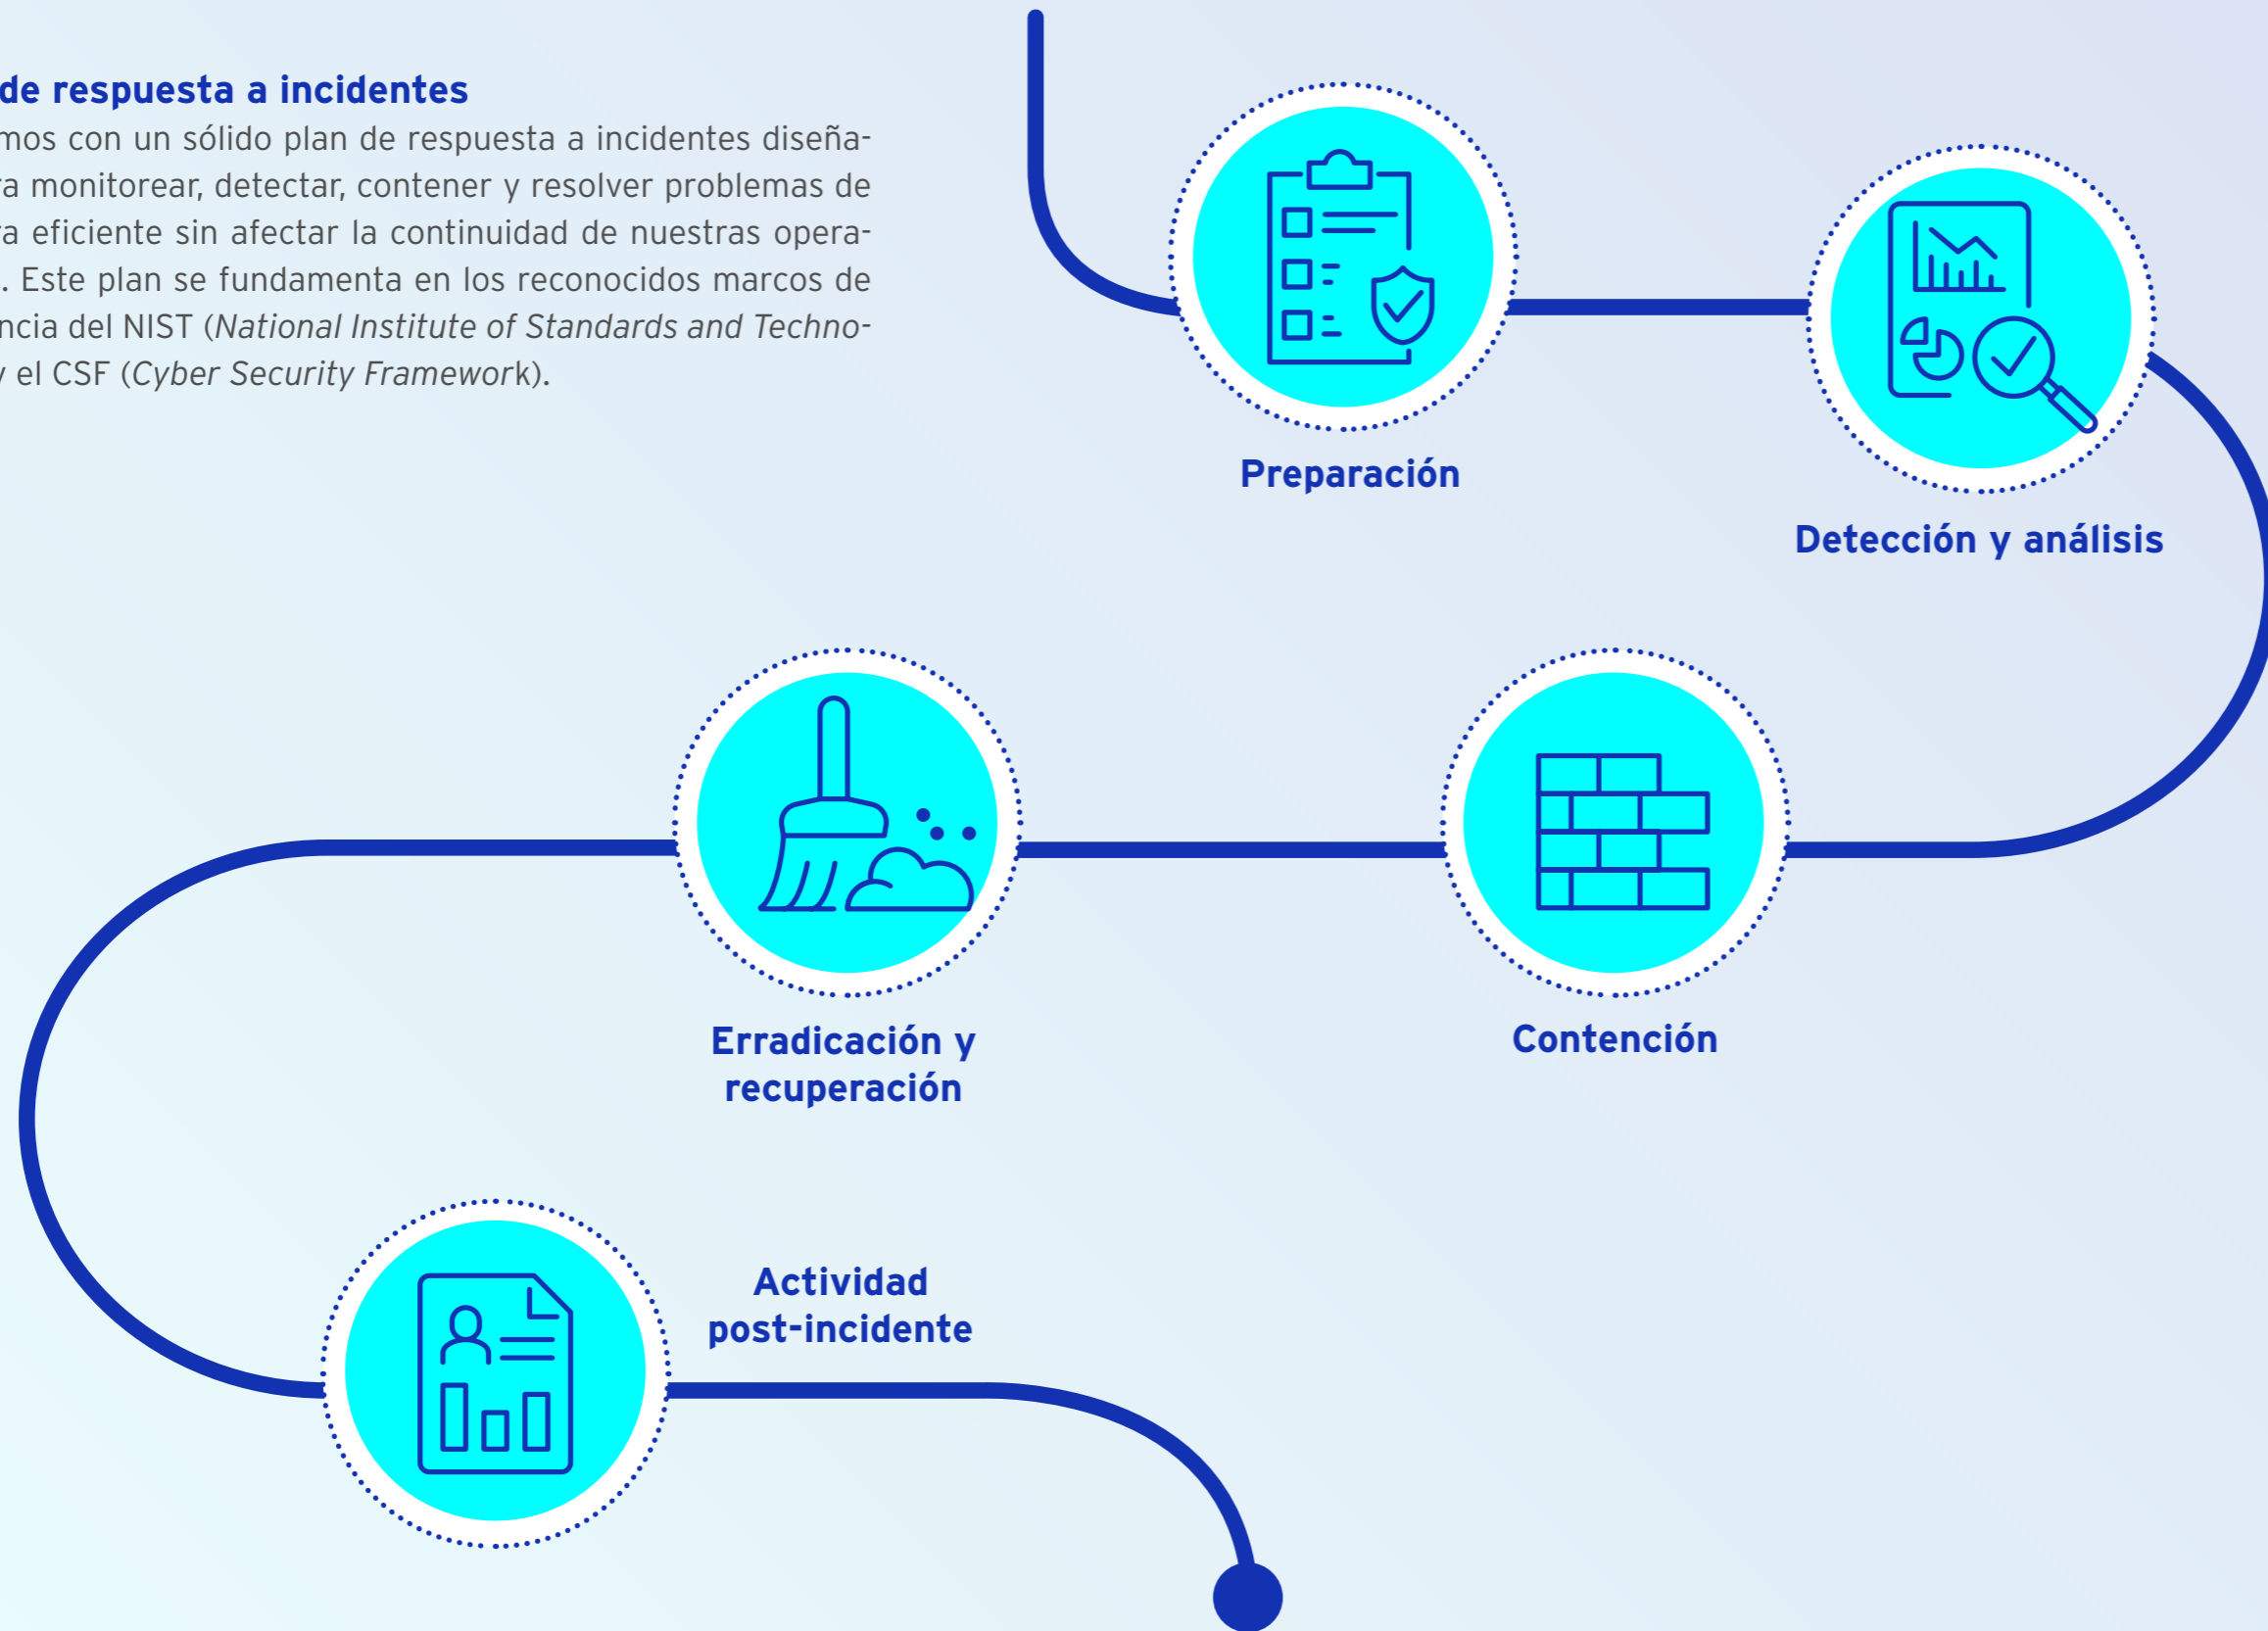 de respuesta a incidentes
mos con un sólido plan de respuesta a incidentes diseña-
ra monitorear, detectar, contener y resolver problemas de
ra eficiente sin afectar la continuidad de nuestras opera-
. Este plan se fundamenta en los reconocidos marcos de
ncia del NIST (National Institute of Standards and Techno-
y el CSF (Cyber Security Framework).
Preparación
Detección y análisis
Contención
Erradicación y
recuperación
Actividad
post-incidente